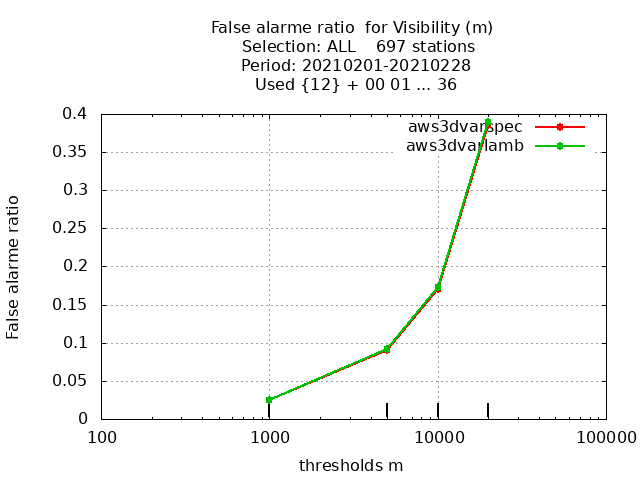 False alarme ratio  for Visibility (m)
Selection: ALL    697 stations
Period: 20210201-20210228
Used {12} + 00 01 ... 36
aws3dvarspec
aws3dvarlamb
False alarme ratio
0.4
0.35
0.3
0.25
0.2
0.15
0.1
0.05
0
100
1000
10000
100000
thresholds m